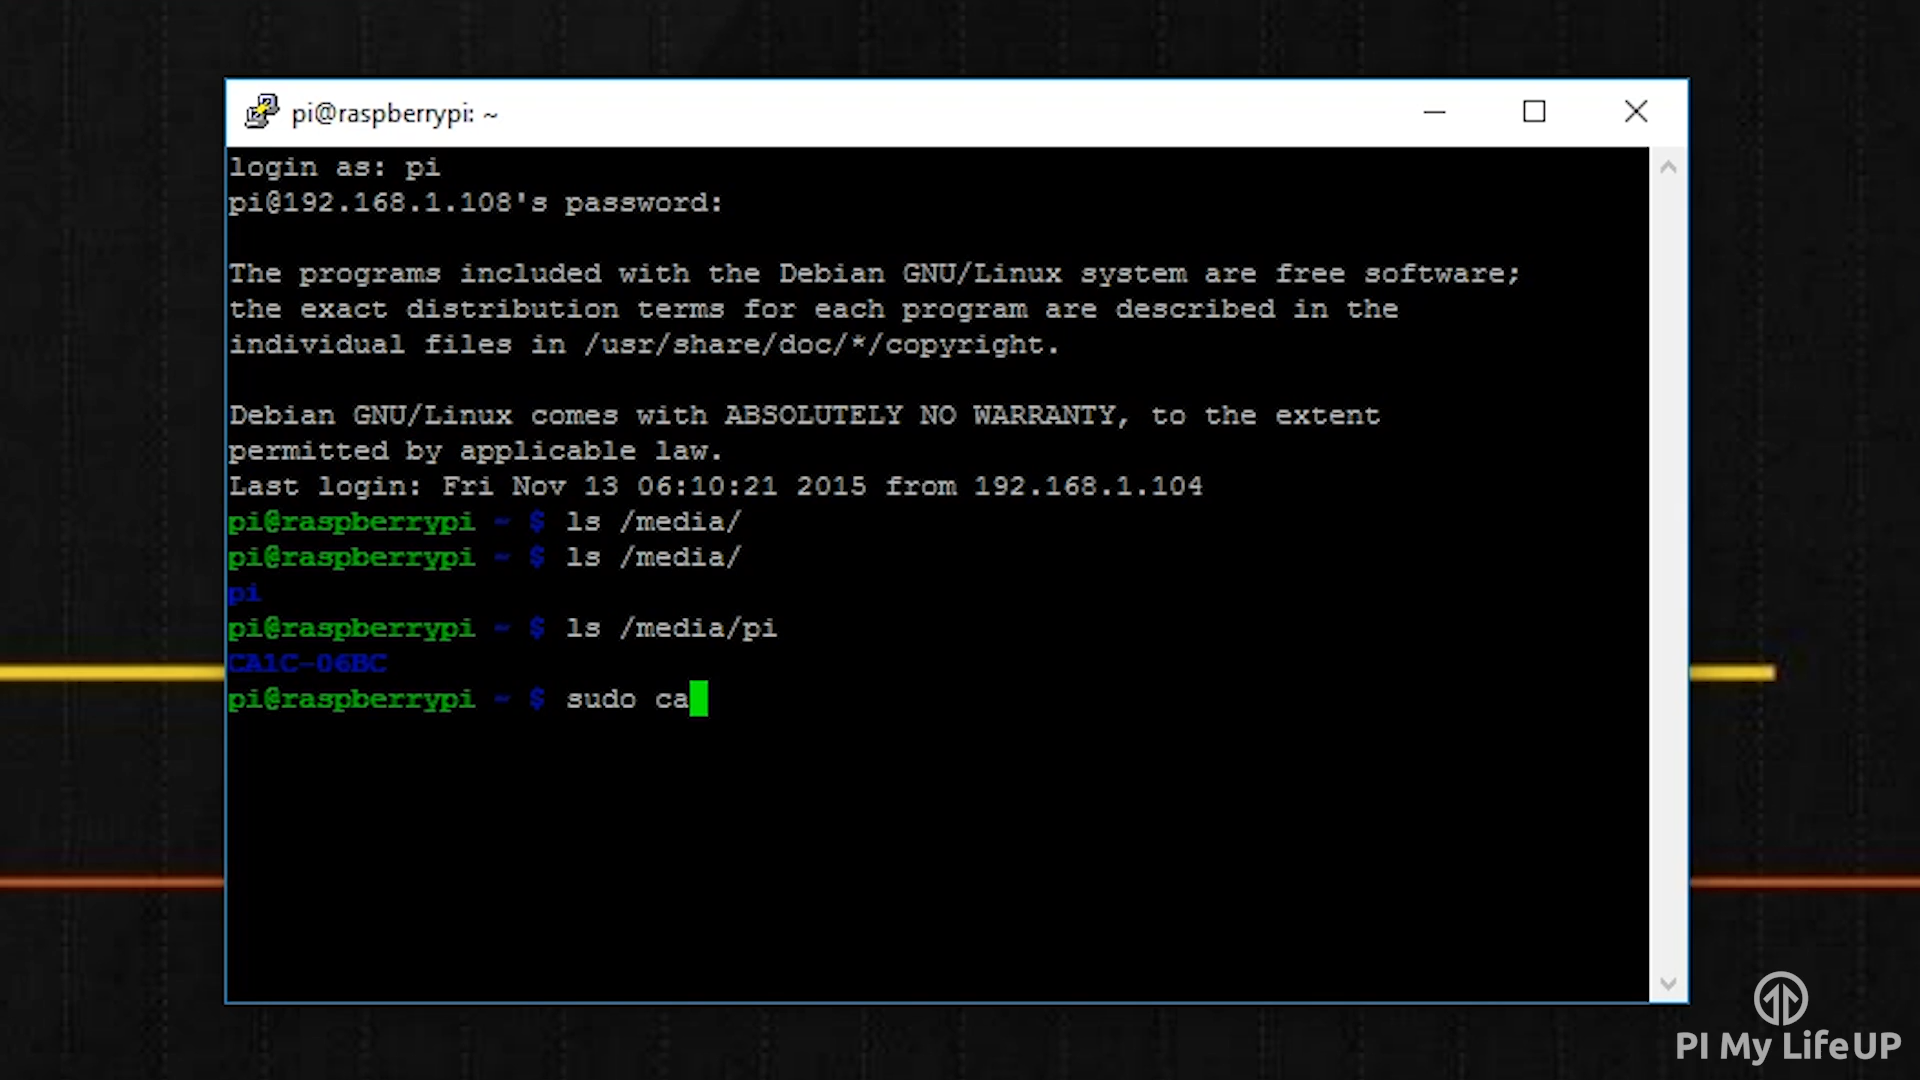 pi@raspberrypi: ~
login as: pi
pi@192.168.1.108's password:
The programs included with the Debian GNU/Linux system are free software;
the exact distribution terms for each program are described in the
individual files in /usr/share/doc/*/copyright.
Debian GNU/Linux comes with ABSOLUTELY NO WARRANTY, to the extent
permitted by applicable law.
Last login: Fri Nov 13 06:10:21 2015 from 192.168.1.104
pi@raspberrypi ~ $ ls /media/
pi@raspberrypi ~ $ ls /media/
pi
pi@raspberrypi ~ $ ls /media/pi
CA1C-06BC
pi@raspberrypi ~ $ sudo ca
PI My LifeUP